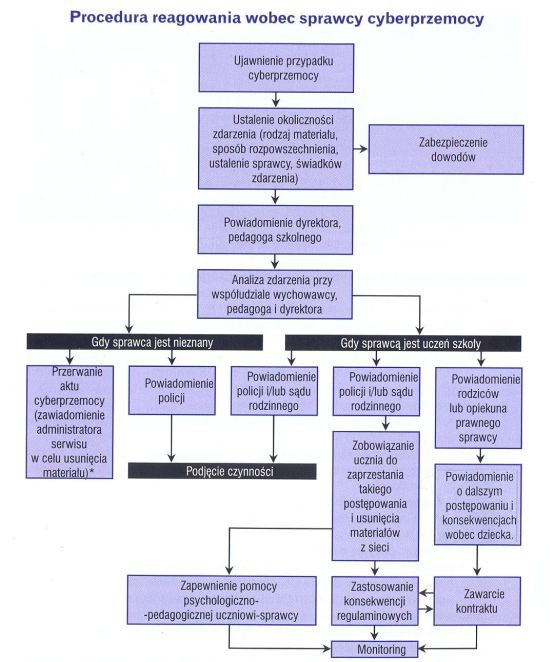 Procedura reagowania wobec sprawcy cyberprzemocy
Ujawnienie przypadku
cyberprzemocy
Ustalenie okoliczności
zdarzenia (rodzaj materiału,
sposób rozpowszechnienia,
ustalenie sprawcy, świadków
zdarzenia)
Zabezpieczenie
dowodów
Powiadomienie dyrektora,
pedagoga szkolnego
Analiza zdarzenia przy
współudziale wychowawcy,
pedagoga i dyrektora
Gdy sprawca jest nieznany
Gdy sprawcą jest uczeń szkoły
Przerwanie
aktu
cyberprzemocy
(zawiadomienie
administratora
serwisu
w celu usunięcia
materiału)*
Powiadomienie
policji
Powiadomienie
policji i/lub sądu
rodzinnego
Powiadomienie
policji i/lub sądu
rodzinnego
Powiadomienie
rodziców
lub opiekuna
prawnego
sprawcy
Podjęcie czynności
Zobowiązanie
ucznia do
zaprzestania
takiego
postępowania
i usunięcia
materiałów
z sieci
Powiadomienie
o dalszym
postępowaniu i
konsekwencjach
wobec dziecka.
Zapewnienie pomocy
psychologiczno-
-pedagogicznej uczniowi-sprawcy
Zastosowanie
konsekwencji
regulaminowych
Zawarcie
kontraktu
Monitoring